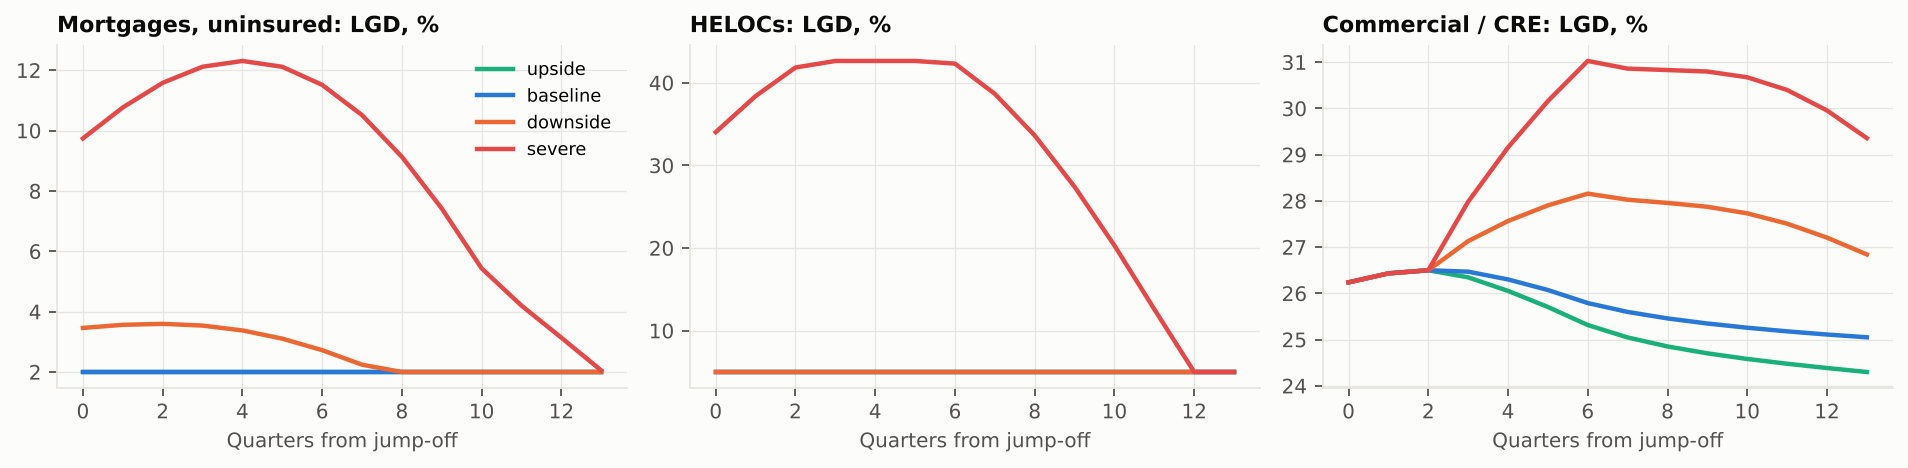 Mortgages, uninsured: LGD, %
12
10
8
6
4
2
upside
baseline
downside
severe
0 2 4 6 8 10 12
Quarters from jump-off
HELOCs: LGD, %
40
30
20
10
0 2 4 6 8 10 12
Quarters from jump-off
Commercial / CRE: LGD, %
31
30
29
28
27
26
25
24
0 2 4 6 8 10 12
Quarters from jump-off